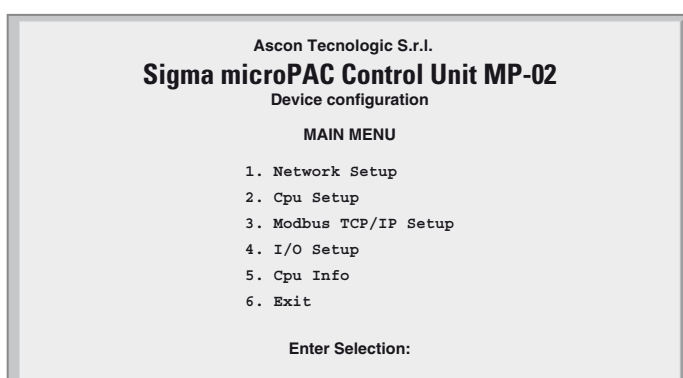 Ascon Tecnologic S.r.l.
Sigma microPAC Control Unit MP-02
Device configuration
MAIN MENU
1. Network Setup
2. Cpu Setup
3. Modbus TCP/IP Setup
4. I/O Setup
5. Cpu Info
6. Exit
Enter Selection: